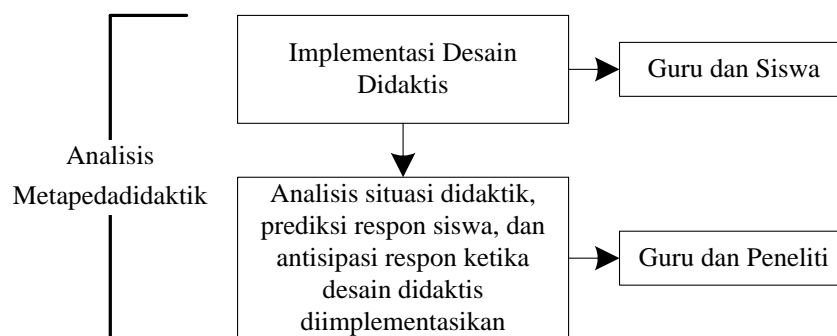 Implementasi Desain
Didaktis
Guru dan Siswa
Analisis
Metapedadidaktik
Analisis situasi didaktik,
prediksi respon siswa, dan
antisipasi respon ketika
desain didaktis
diimplementasikan
Guru dan Peneliti